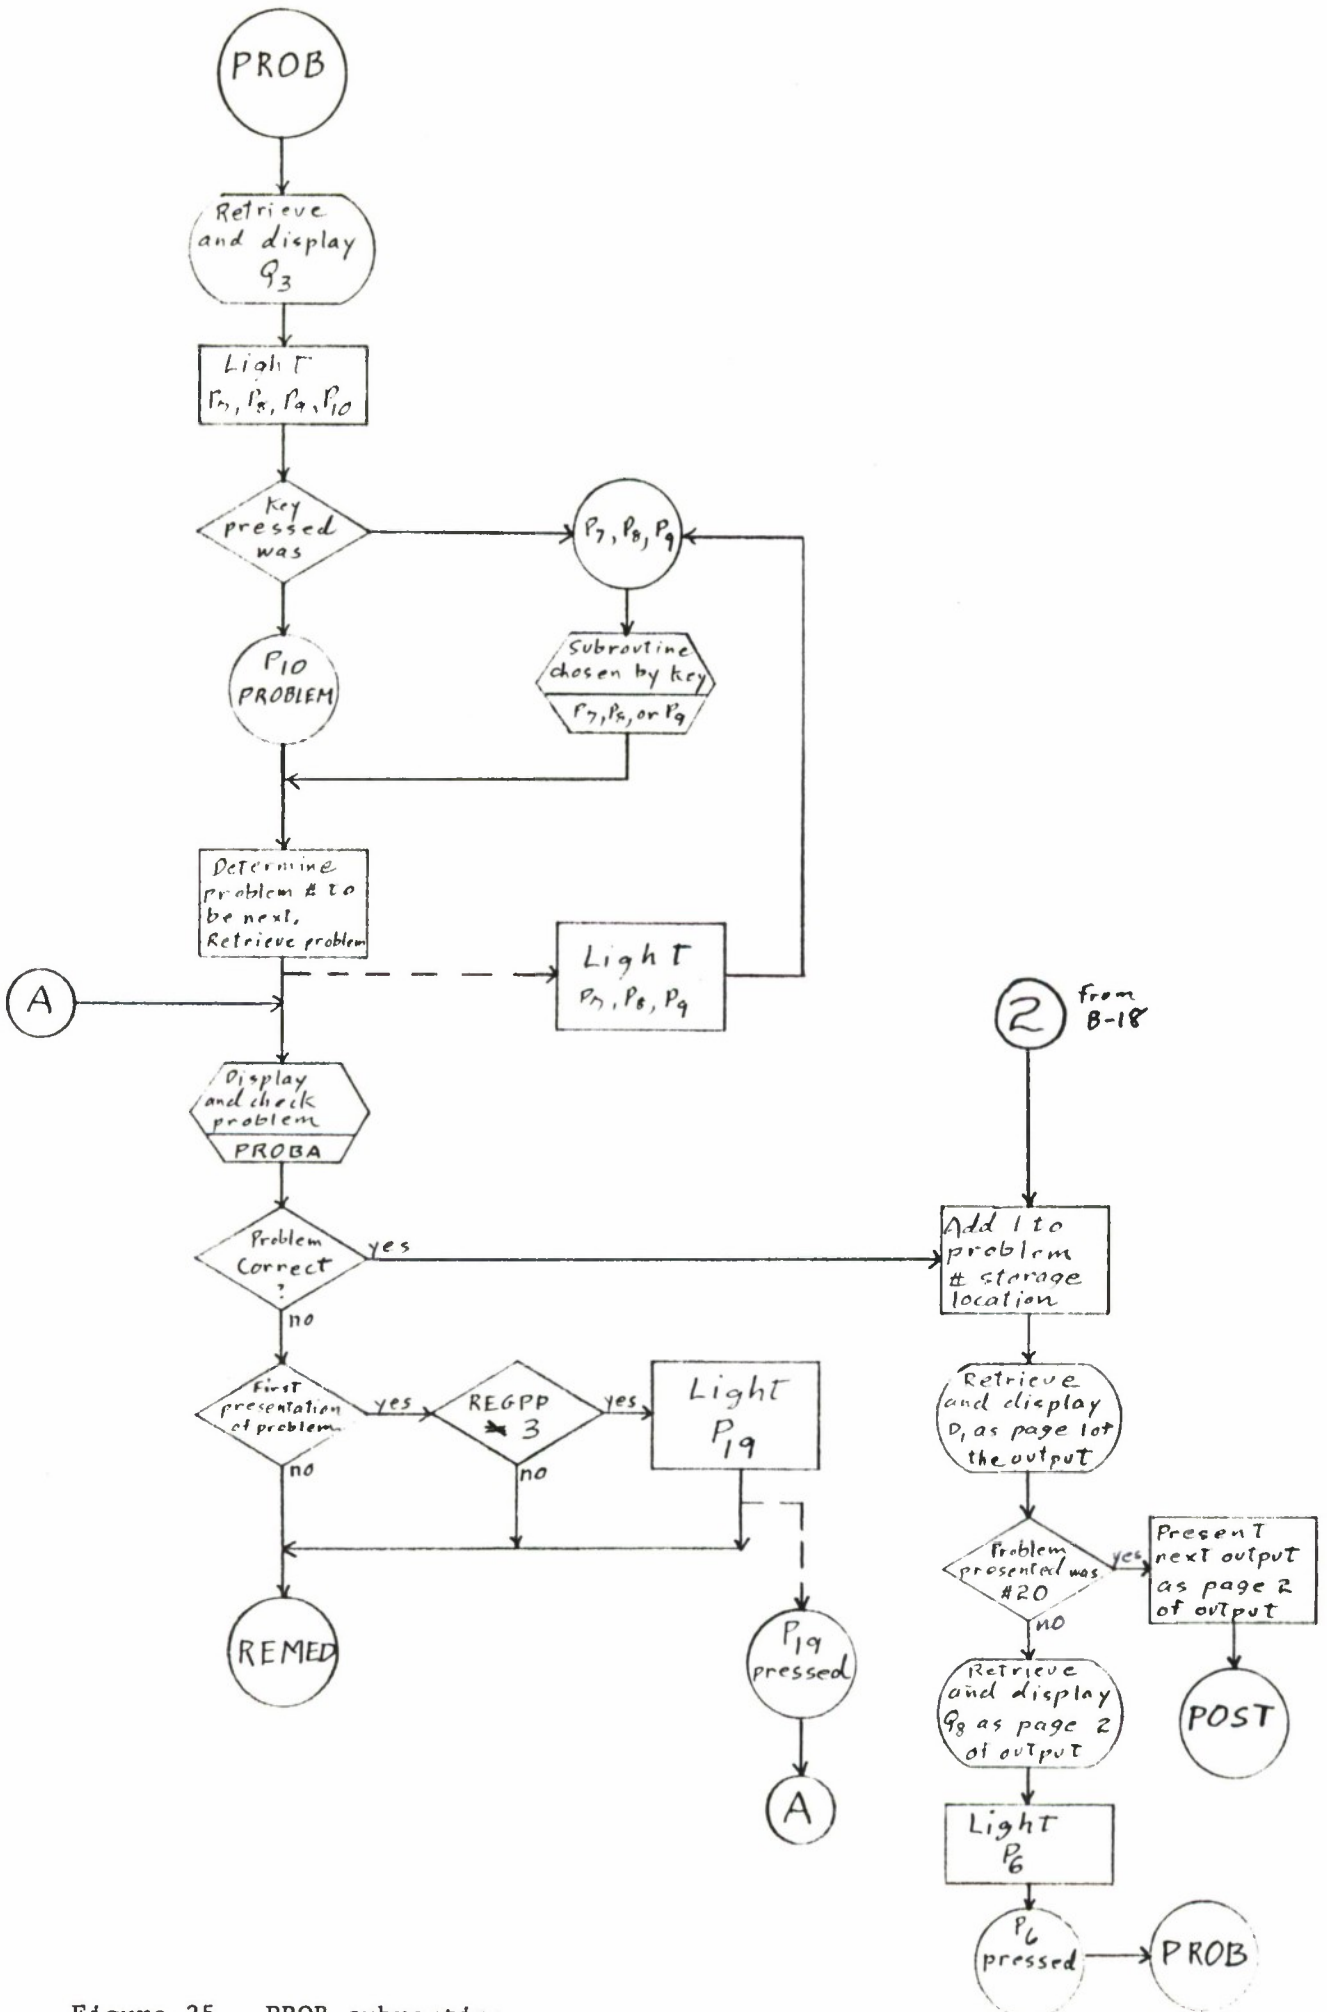 PROB
Retrieve
and display
Q3
Light
P7, P8, P9, P10
Key
pressed
was
P7, P8, P9
P10
PROBLEM
Subroutine
chosen by key
P7, P8, or P9
Determine
problem # to
be next.
Retrieve problem
Light
P7, P8, P9
A
2
from
B-18
Display
and check
problem
PROBA
Problem
Correct
?
yes
no
Add 1 to
problem
# storage
location
First
presentation
of problem
yes
no
REGPP
3
yes
no
Light
P19
Retrieve
and display
D1 as page 1 of
the output
Problem
presented was
#20
yes
no
Present
next output
as page 2
of output
REMED
P19
pressed
A
Retrieve
and display
Q8 as page 2
of output
POST
Light
P6
P6
pressed
PROB
Figure 25. PROB subroutine